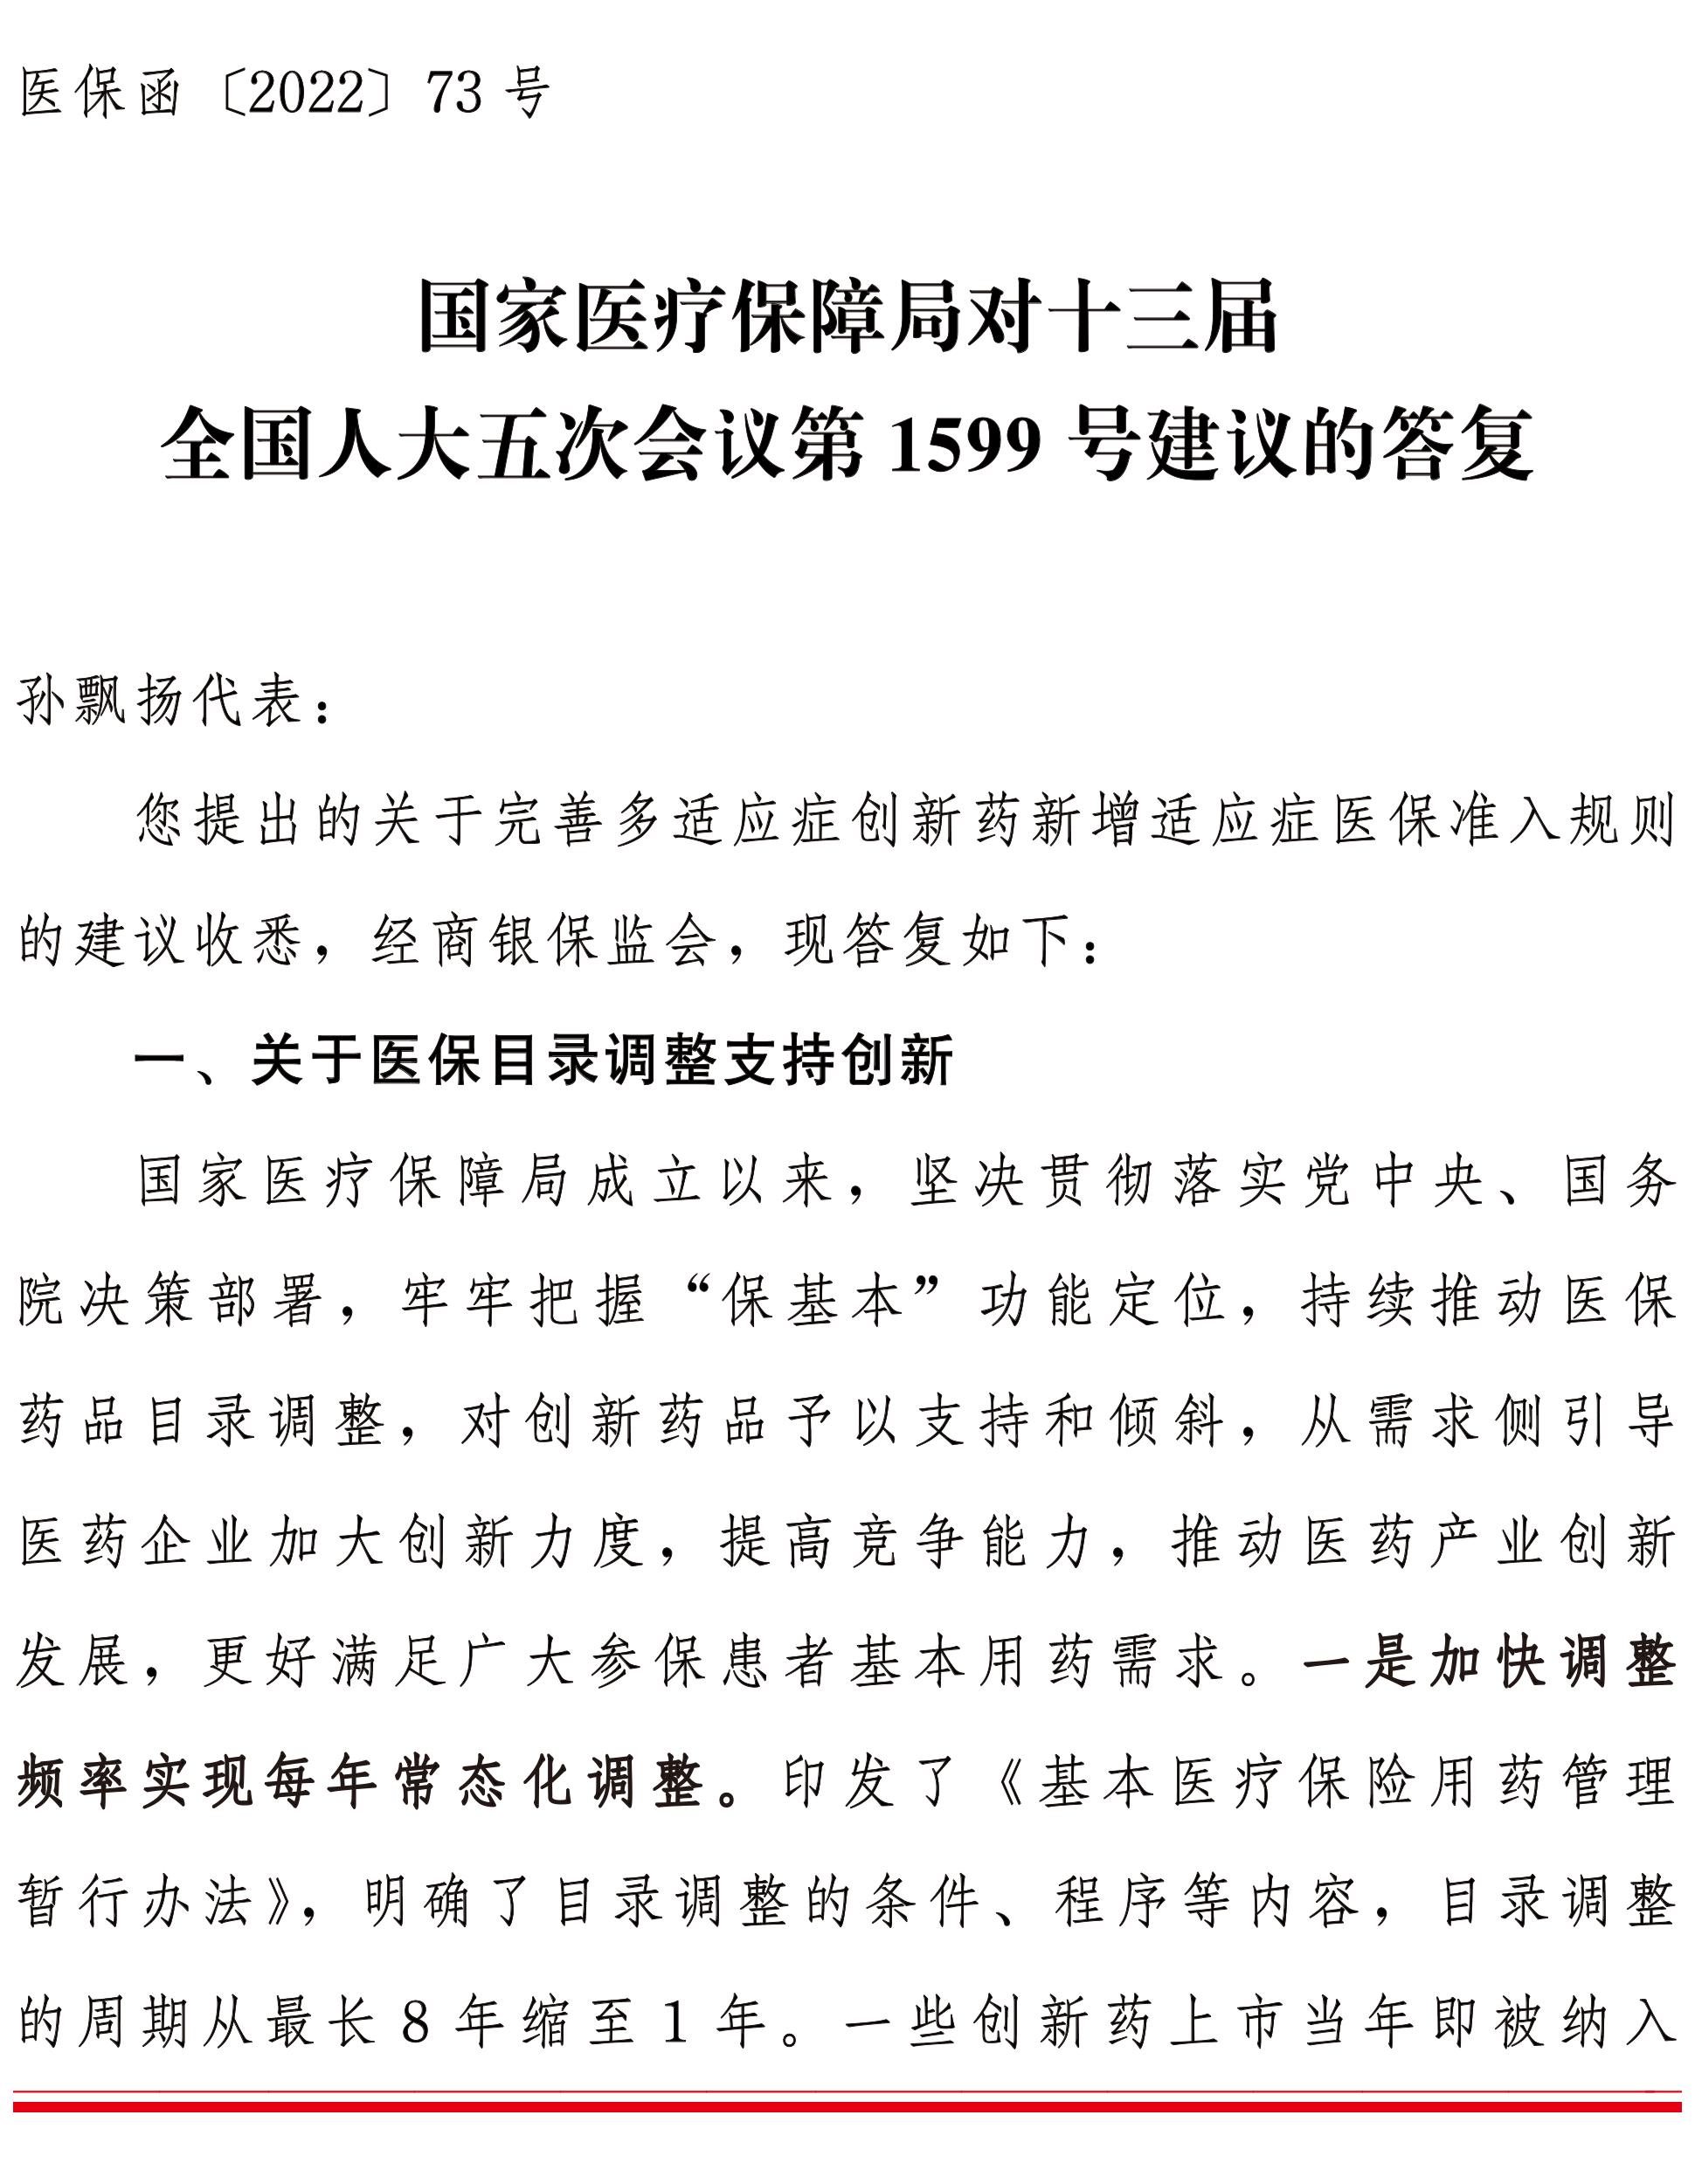 医保函〔2022〕73 号
国家医疗保障局对十三届
全国人大五次会议第 1599 号建议的答复
孙飘扬代表：
您提出的关于完善多适应症创新药新增适应症医保准入规则
的建议收悉，经商银保监会，现答复如下：
一、关于医保目录调整支持创新
国家医疗保障局成立以来，坚决贯彻落实党中央、国务
院决策部署，牢牢把握“保基本”功能定位，持续推动医保
药品目录调整，对创新药品予以支持和倾斜，从需求侧引导
医药企业加大创新力度，提高竞争能力，推动医药产业创新
发展，更好满足广大参保患者基本用药需求。一是加快调整
频率实现每年常态化调整。印发了《基本医疗保险用药管理
暂行办法》，明确了目录调整的条件、程序等内容，目录调整
的周期从最长 8 年缩至 1 年。一些创新药上市当年即被纳入